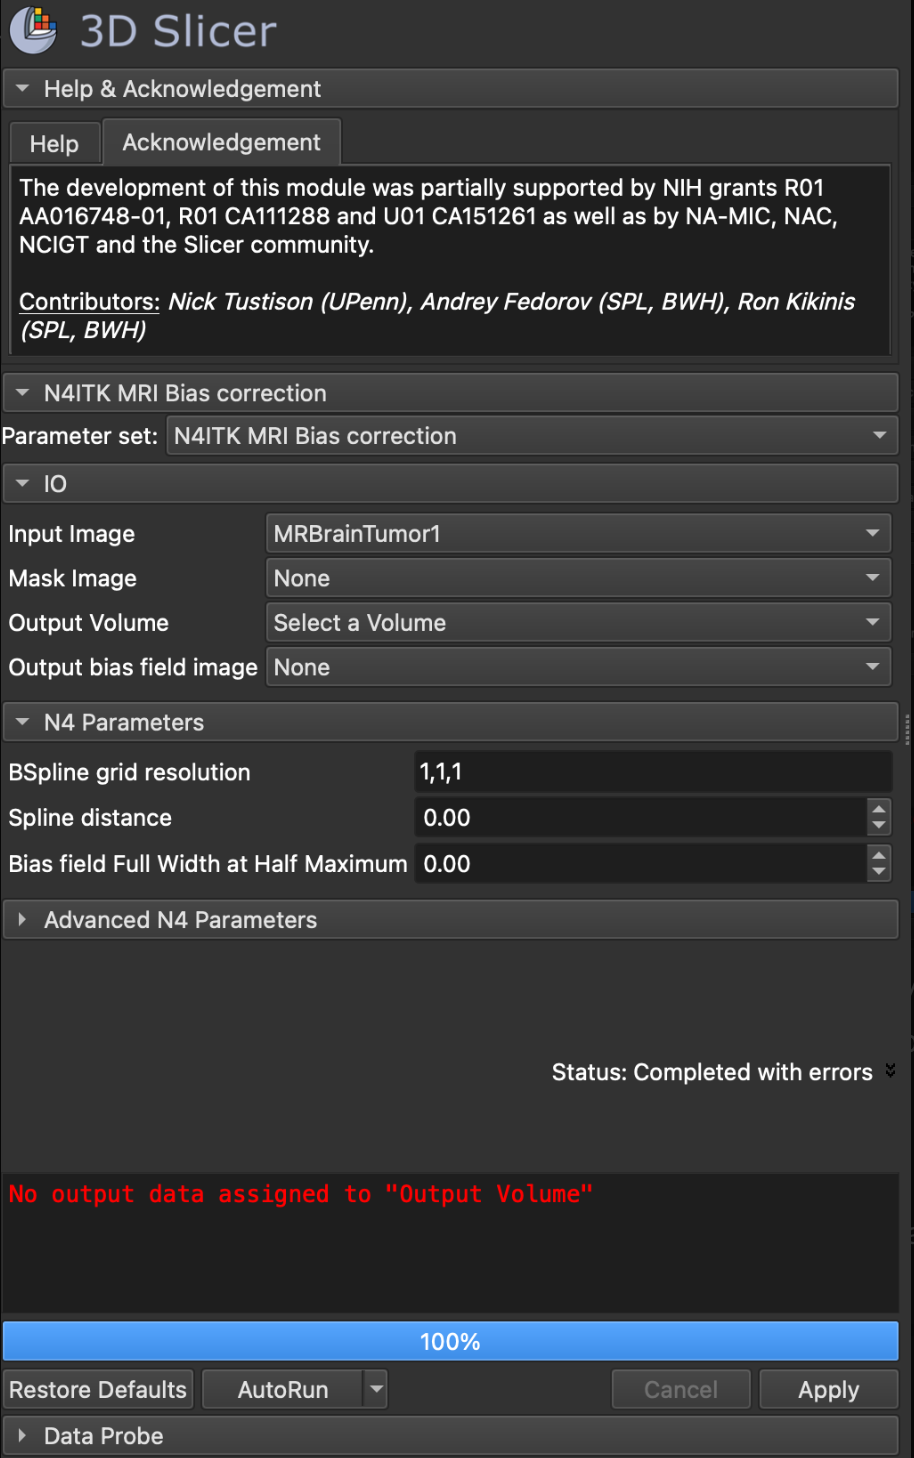 3D Slicer
Help & Acknowledgement
Help
Acknowledgement
The development of this module was partially supported by NIH grants R01
AA016748-01, R01 CA111288 and U01 CA151261 as well as by NA-MIC, NAC,
NCIGT and the Slicer community.
Contributors: Nick Tustison (UPenn), Andrey Fedorov (SPL, BWH), Ron Kikinis
(SPL, BWH)
N4ITK MRI Bias correction
Parameter set: N4ITK MRI Bias correction
IO
Input Image MRBrainTumor1
Mask Image None
Output Volume Select a Volume
Output bias field image None
N4 Parameters
BSpline grid resolution 1,1,1
Spline distance 0.00
Bias field Full Width at Half Maximum 0.00
Advanced N4 Parameters
Status: Completed with errors
No output data assigned to "Output Volume"
100%
Restore Defaults AutoRun Cancel Apply
Data Probe